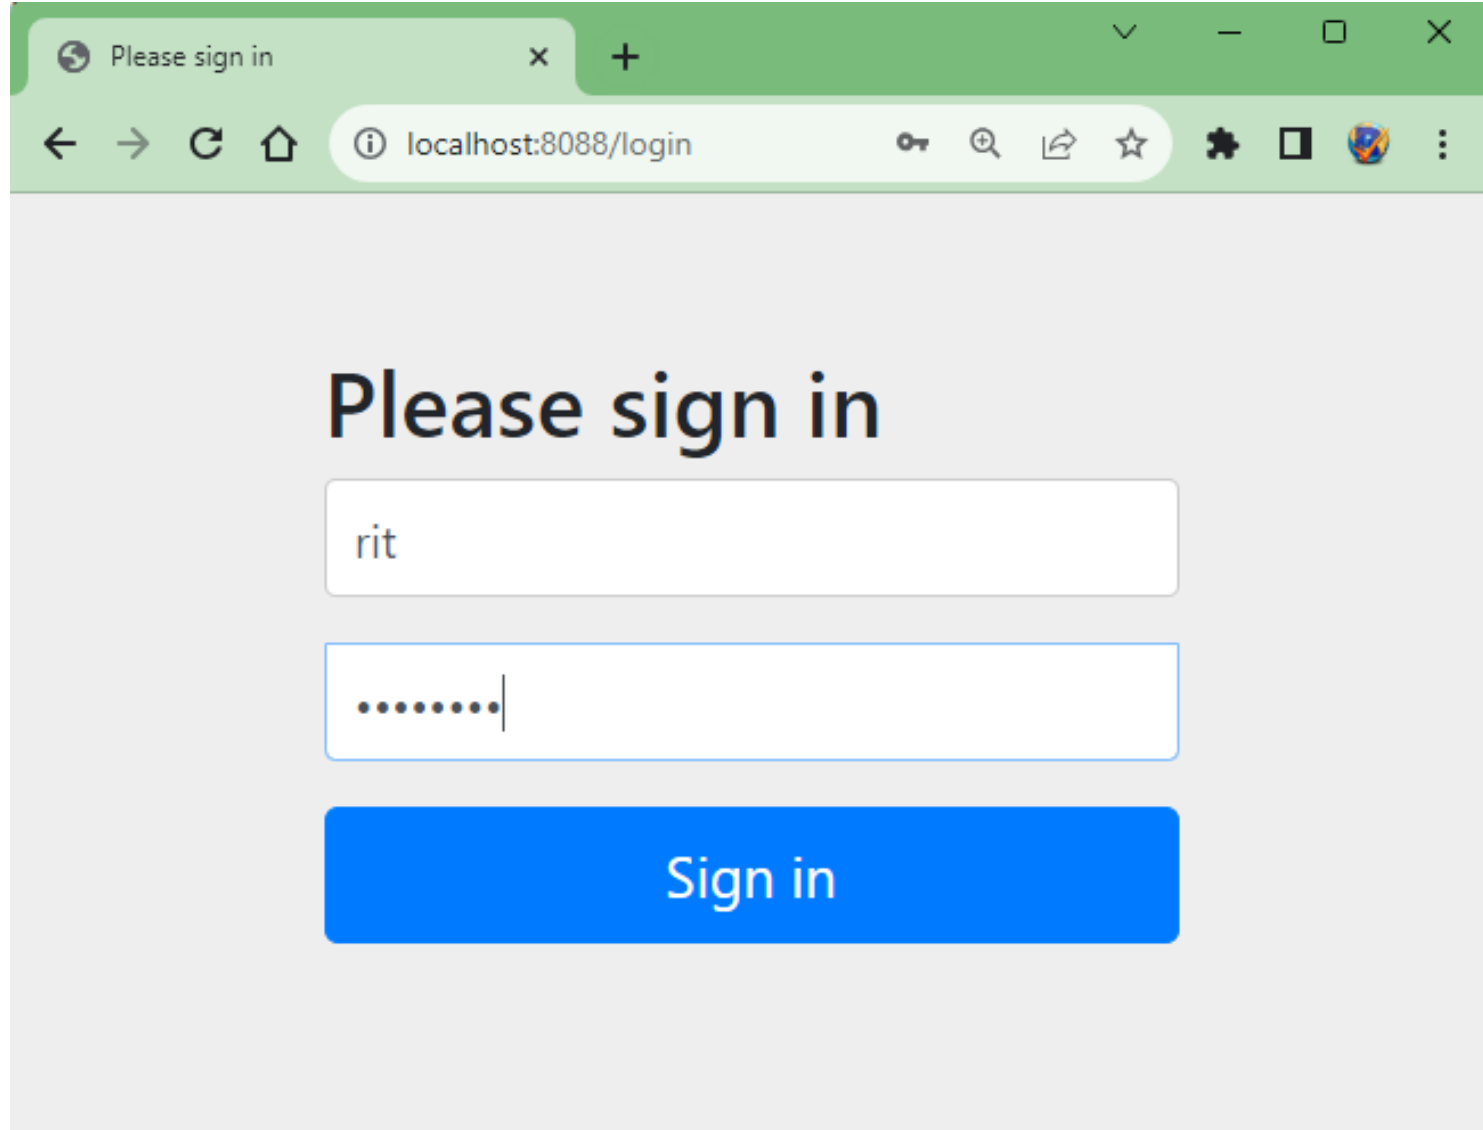 Please sign in
localhost:8088/login
Please sign in
rit
••••••••
Sign in